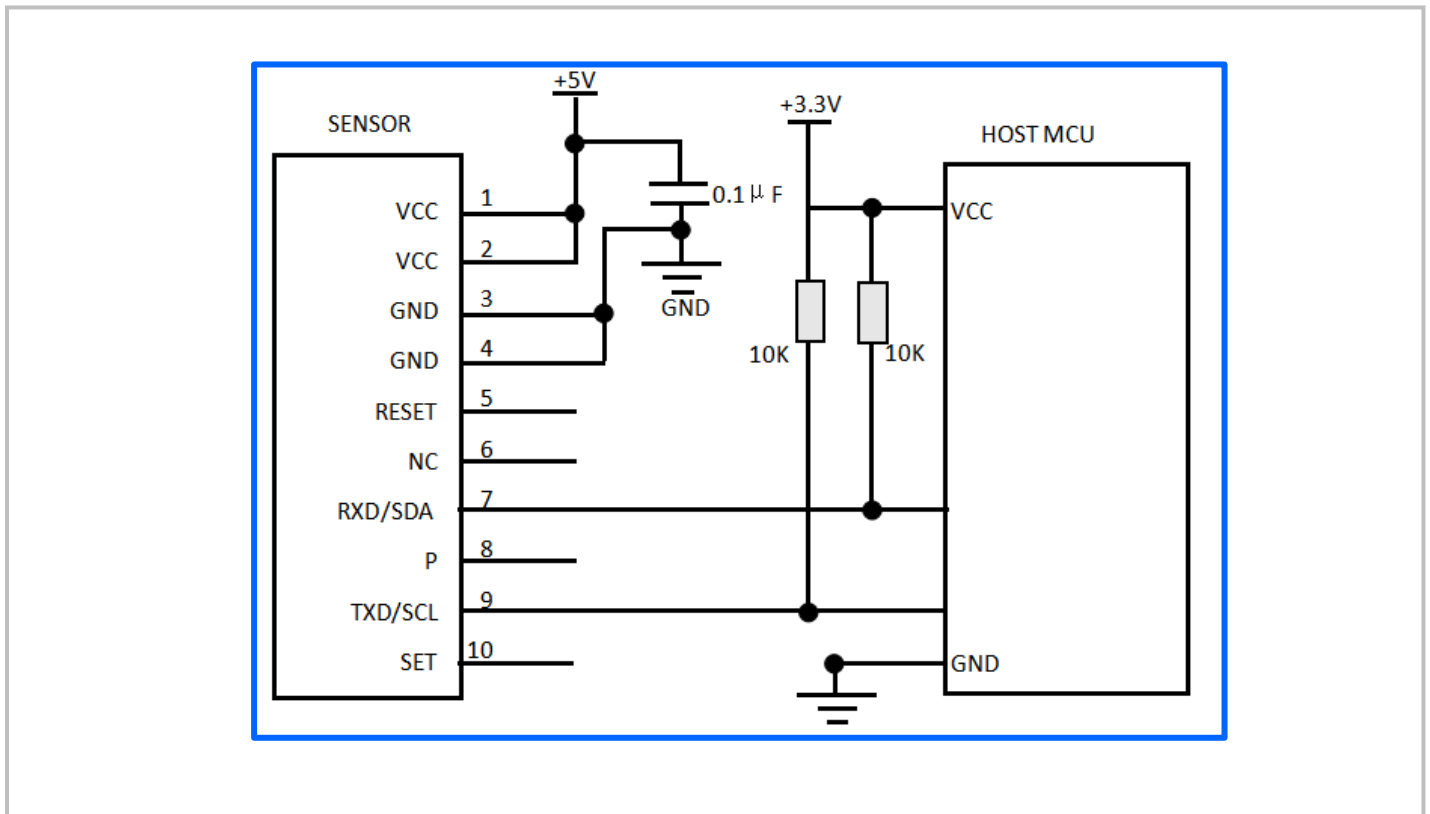 +5V
+3.3V
SENSOR
HOST MCU
0.1μF
VCC 1
VCC
VCC 2
GND 3
GND
GND 4
10K
10K
RESET 5
NC 6
RXD/SDA 7
P 8
TXD/SCL 9
SET 10
GND